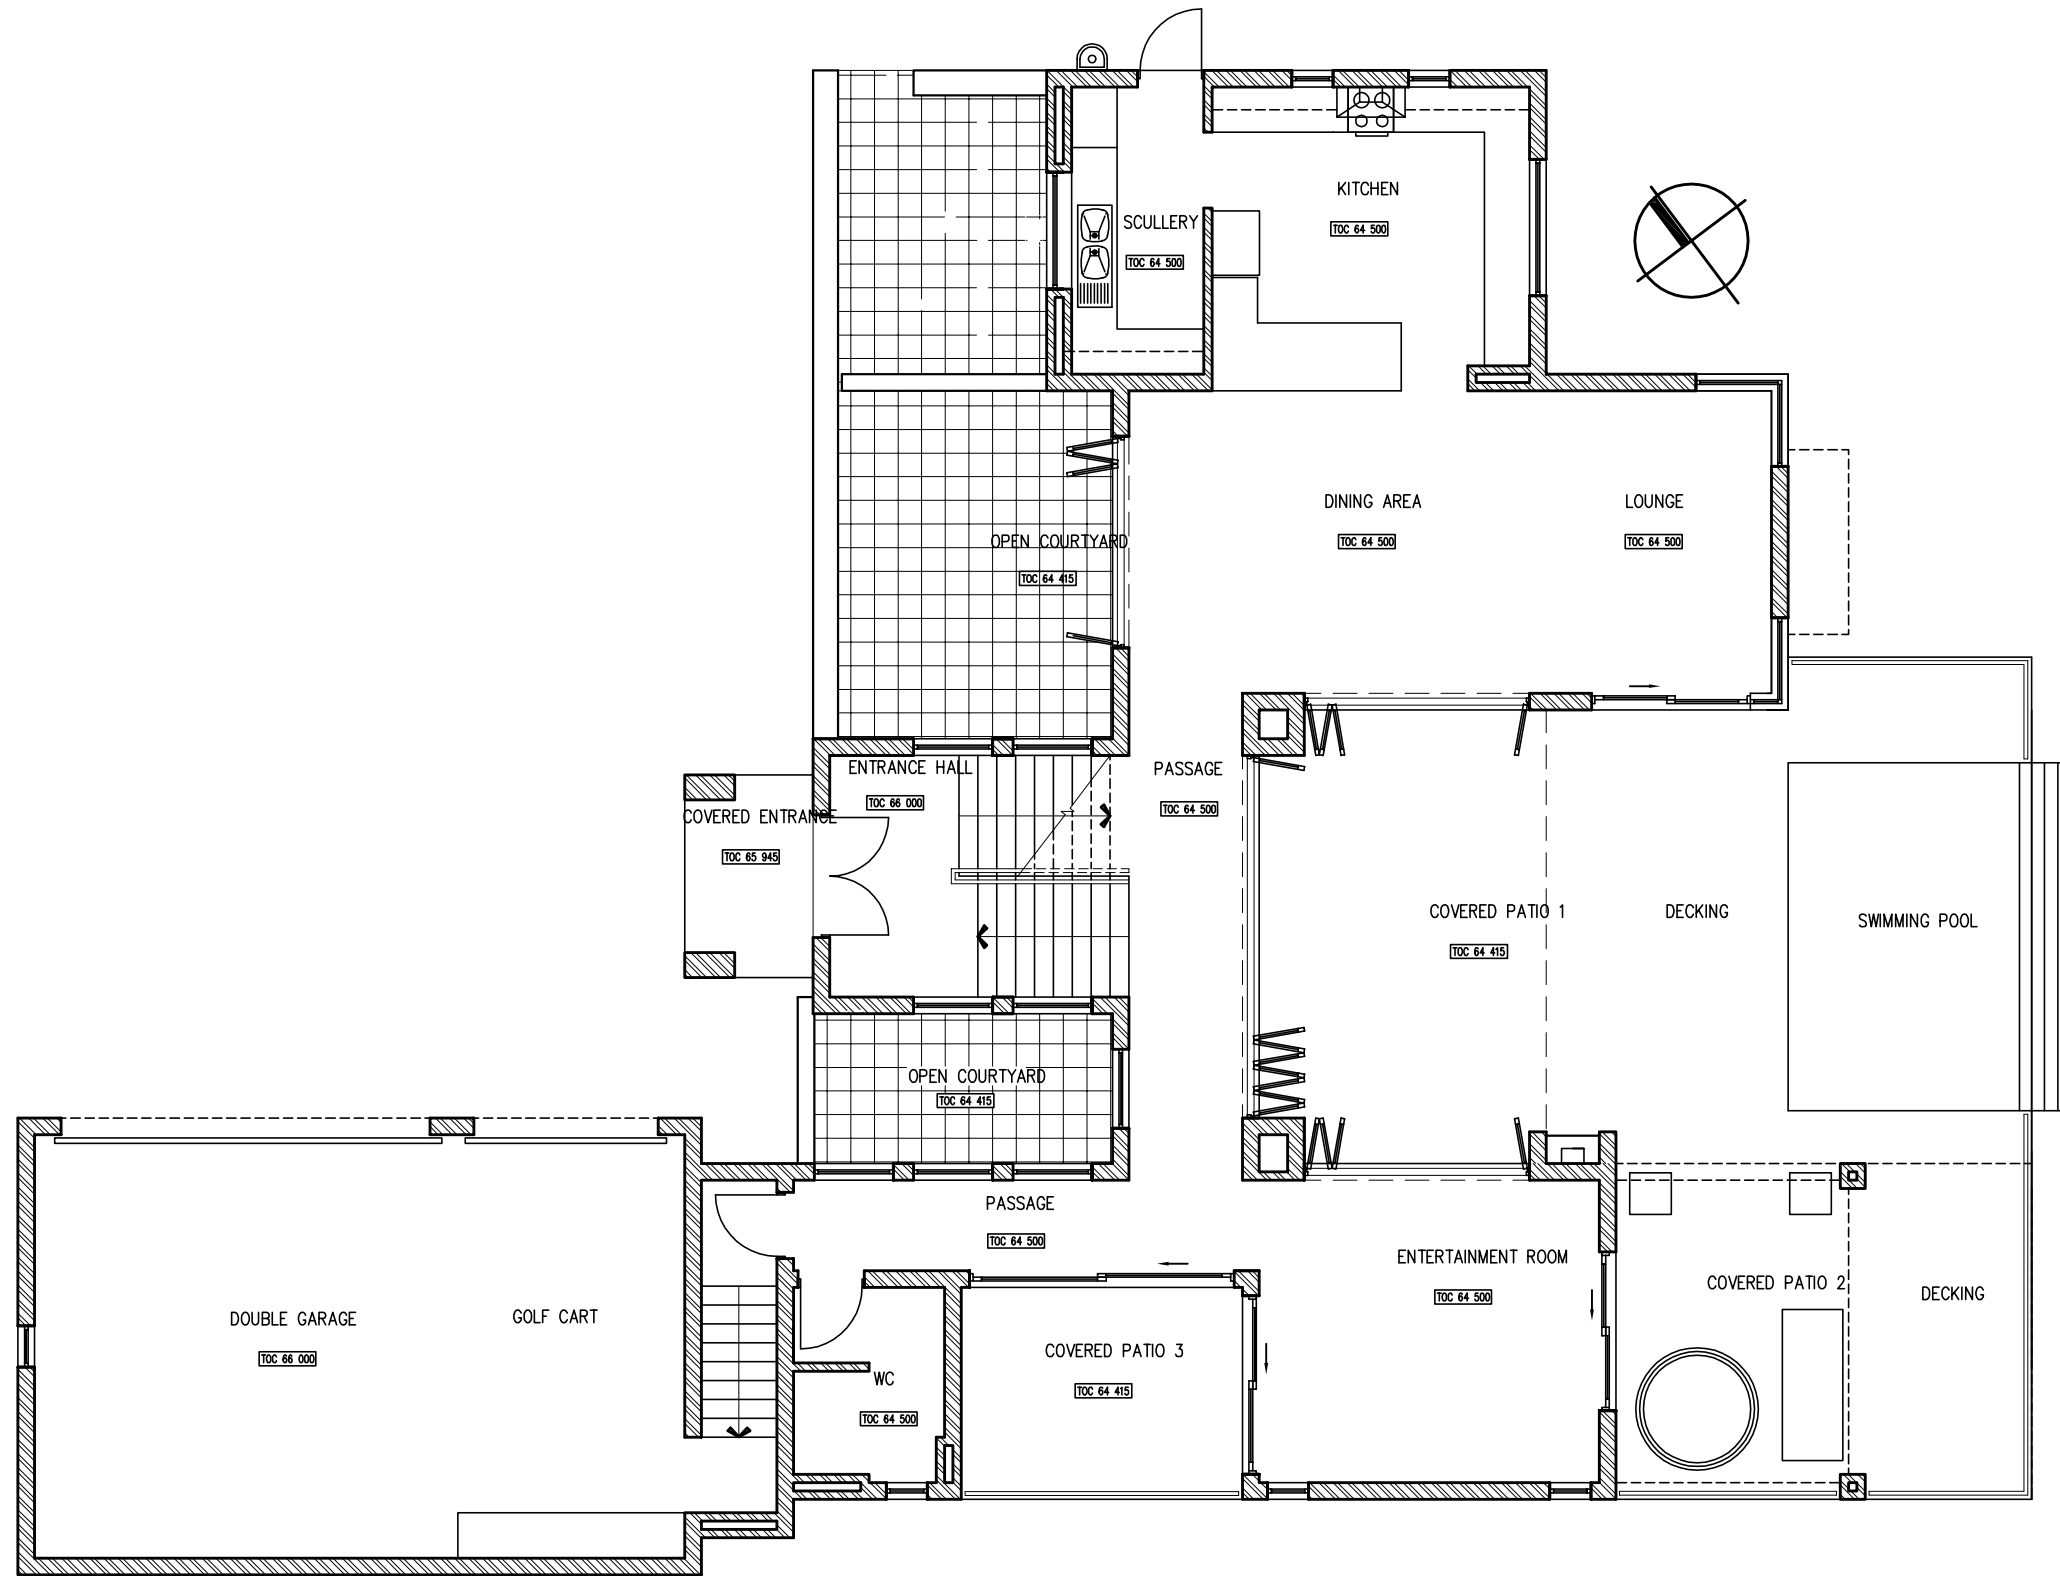 KITCHEN
TOC 64 500
SCULLERY
TOC 64 500
DINING AREA
TOC 64 500
LOUNGE
TOC 64 500
OPEN COURTYARD
TOC 64 415
ENTRANCE HALL
TOC 66 000
PASSAGE
TOC 64 500
COVERED ENTRANCE
TOC 65 945
COVERED PATIO 1
TOC 64 415
DECKING
SWIMMING POOL
OPEN COURTYARD
TOC 64 415
PASSAGE
TOC 64 500
ENTERTAINMENT ROOM
TOC 64 500
COVERED PATIO 2
DECKING
DOUBLE GARAGE
TOC 66 000
GOLF CART
COVERED PATIO 3
TOC 64 415
WC
TOC 64 500